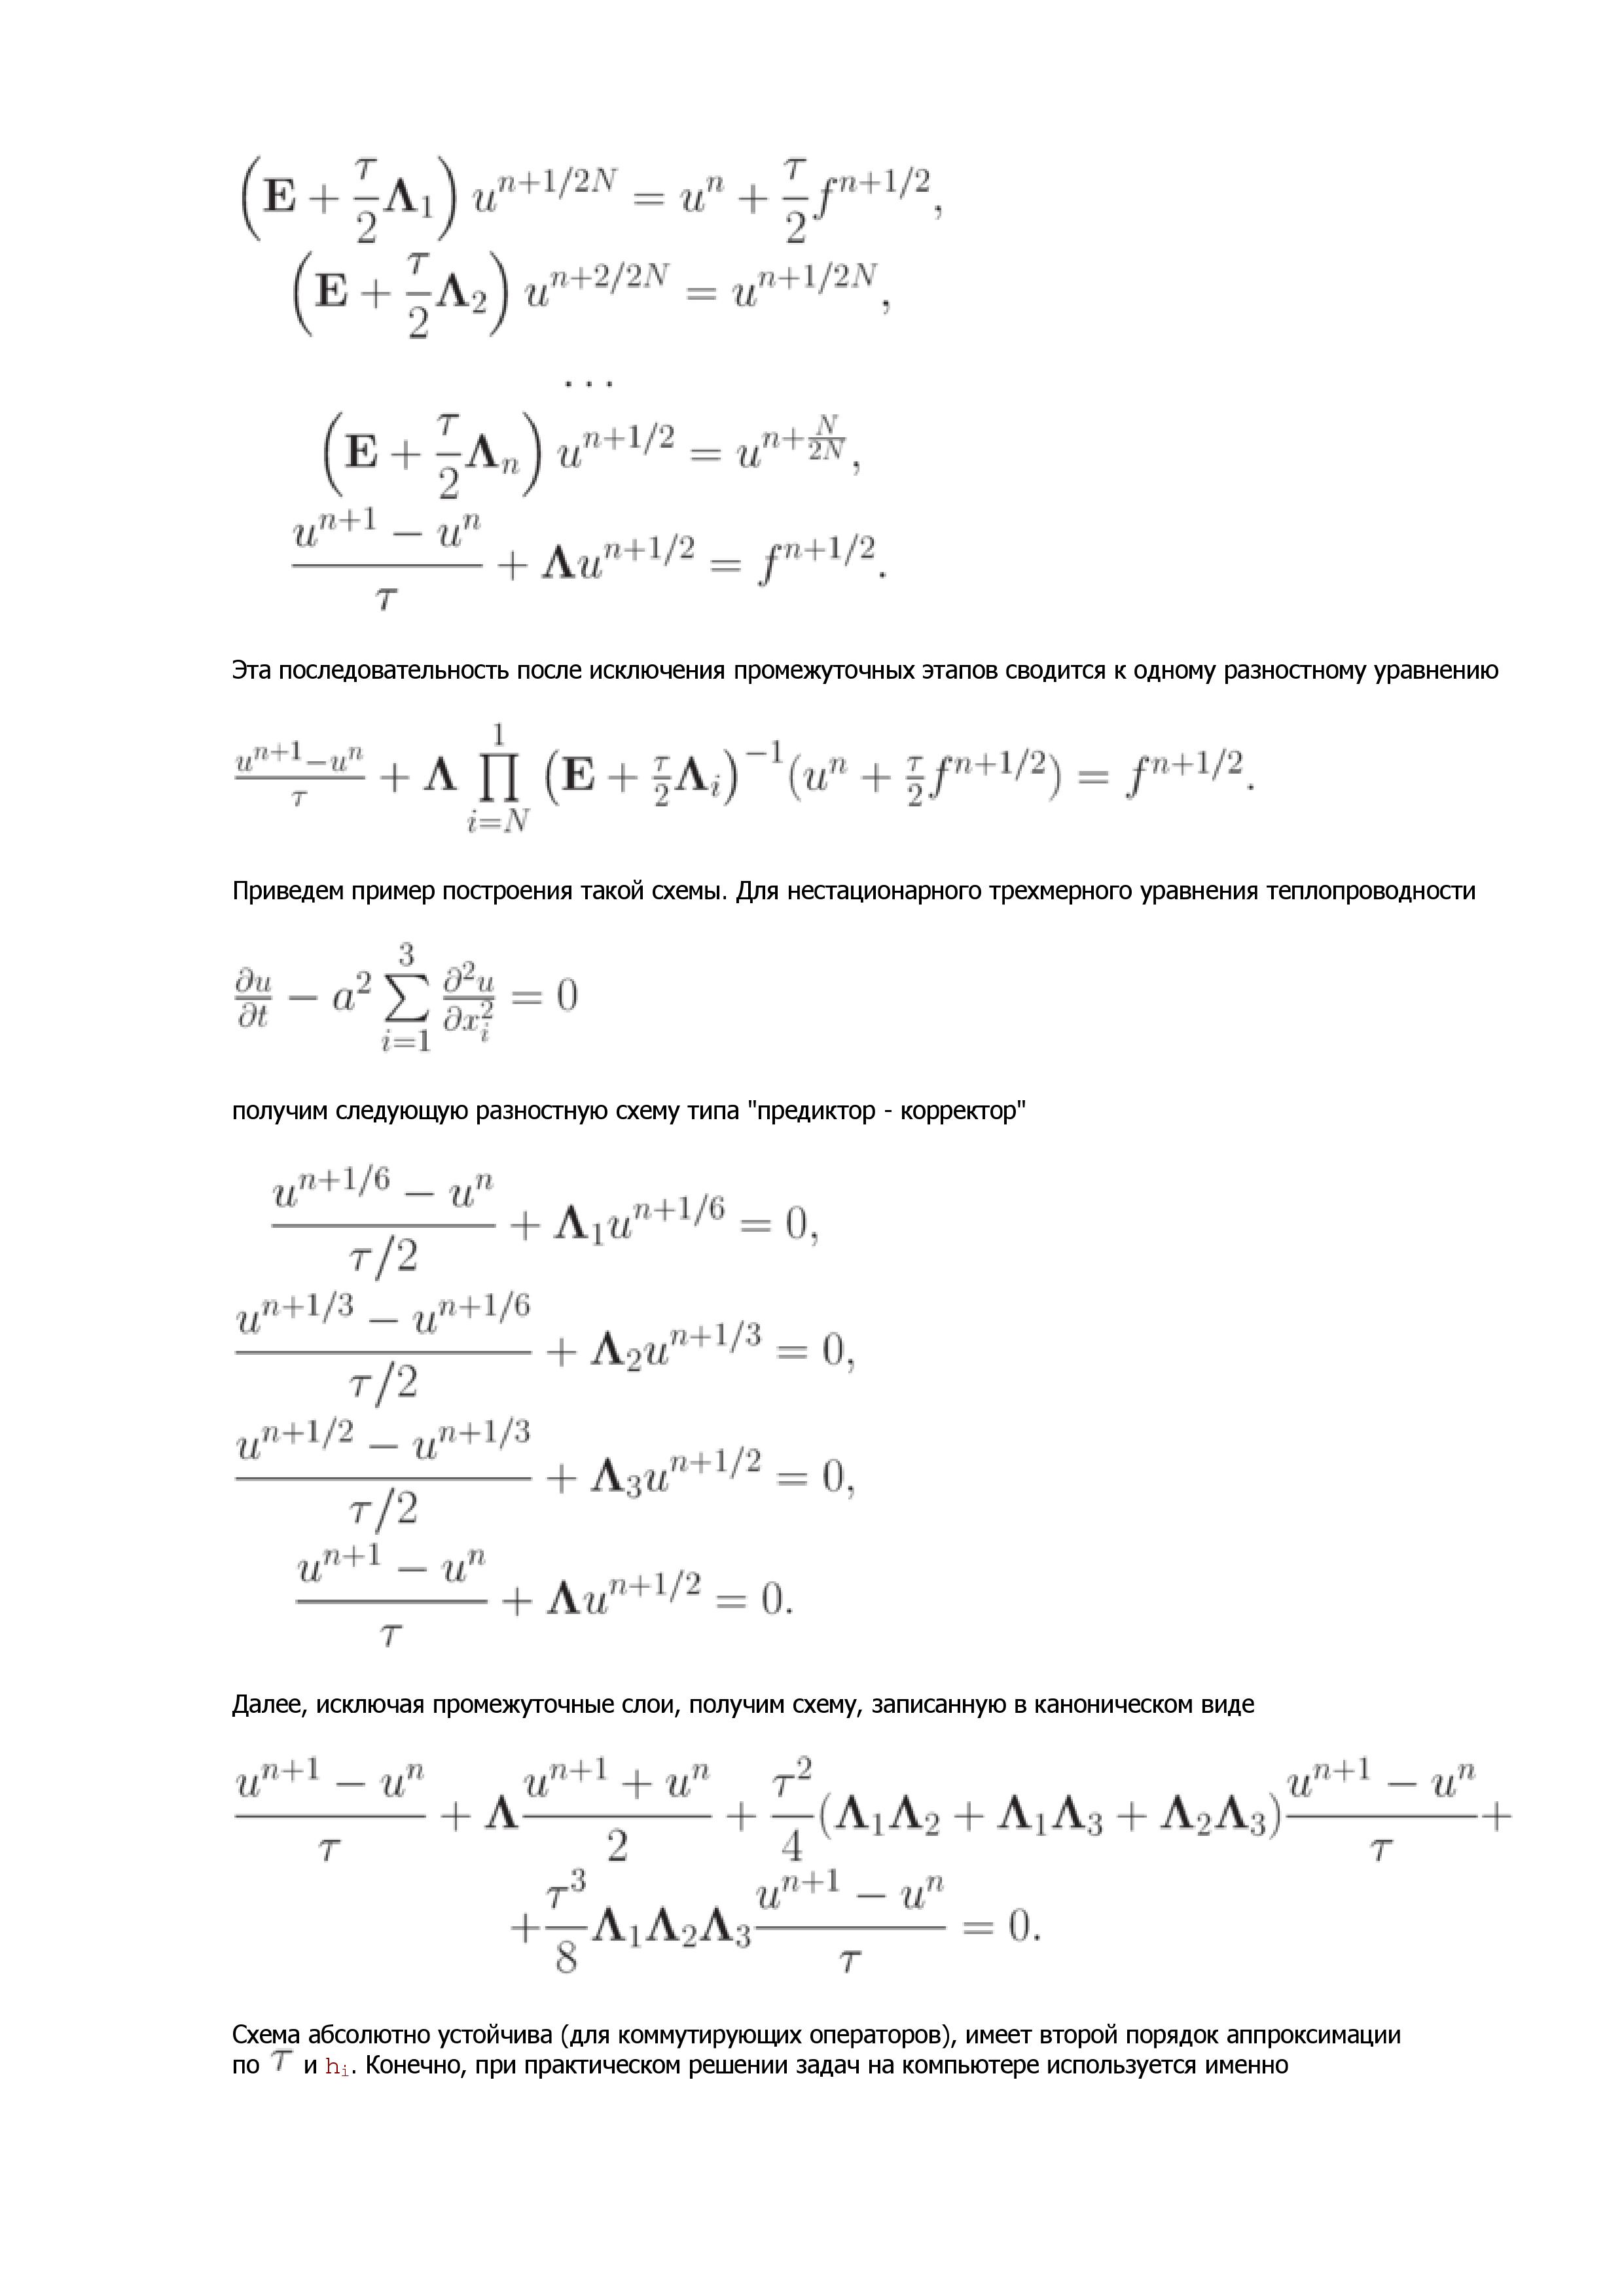 $\left(\mathbf{E} + \frac{\tau}{2}\mathbf{\Lambda}_1\right) u^{n+1/2N} = u^n + \frac{\tau}{2} f^{n+1/2},$
$\left(\mathbf{E} + \frac{\tau}{2}\mathbf{\Lambda}_2\right) u^{n+2/2N} = u^{n+1/2N},$
$\ldots$
$\left(\mathbf{E} + \frac{\tau}{2}\mathbf{\Lambda}_n\right) u^{n+1/2} = u^{n+\frac{N}{2N}},$
$\frac{u^{n+1} - u^n}{\tau} + \mathbf{\Lambda} u^{n+1/2} = f^{n+1/2}.$
Эта последовательность после исключения промежуточных этапов сводится к одному разностному уравнению
$\frac{u^{n+1} - u^n}{\tau} + \mathbf{\Lambda} \prod\limits_{i=N}^{1} \left(\mathbf{E} + \frac{\tau}{2}\mathbf{\Lambda}_i\right)^{-1} (u^n + \frac{\tau}{2} f^{n+1/2}) = f^{n+1/2}.$
Приведем пример построения такой схемы. Для нестационарного трехмерного уравнения теплопроводности
$\frac{\partial u}{\partial t} - a^2 \sum\limits_{i=1}^{3} \frac{\partial^2 u}{\partial x_i^2} = 0$
получим следующую разностную схему типа "предиктор - корректор"
$\frac{u^{n+1/6} - u^n}{\tau/2} + \mathbf{\Lambda}_1 u^{n+1/6} = 0,$
$\frac{u^{n+1/3} - u^{n+1/6}}{\tau/2} + \mathbf{\Lambda}_2 u^{n+1/3} = 0,$
$\frac{u^{n+1/2} - u^{n+1/3}}{\tau/2} + \mathbf{\Lambda}_3 u^{n+1/2} = 0,$
$\frac{u^{n+1} - u^n}{\tau} + \mathbf{\Lambda} u^{n+1/2} = 0.$
Далее, исключая промежуточные слои, получим схему, записанную в каноническом виде
$\frac{u^{n+1} - u^n}{\tau} + \mathbf{\Lambda} \frac{u^{n+1} + u^n}{2} + \frac{\tau^2}{4} (\mathbf{\Lambda}_1 \mathbf{\Lambda}_2 + \mathbf{\Lambda}_1 \mathbf{\Lambda}_3 + \mathbf{\Lambda}_2 \mathbf{\Lambda}_3) \frac{u^{n+1} - u^n}{\tau} +$
$+ \frac{\tau^3}{8} \mathbf{\Lambda}_1 \mathbf{\Lambda}_2 \mathbf{\Lambda}_3 \frac{u^{n+1} - u^n}{\tau} = 0.$
Схема абсолютно устойчива (для коммутирующих операторов), имеет второй порядок аппроксимации
по $\tau$ и $h_i$. Конечно, при практическом решении задач на компьютере используется именно